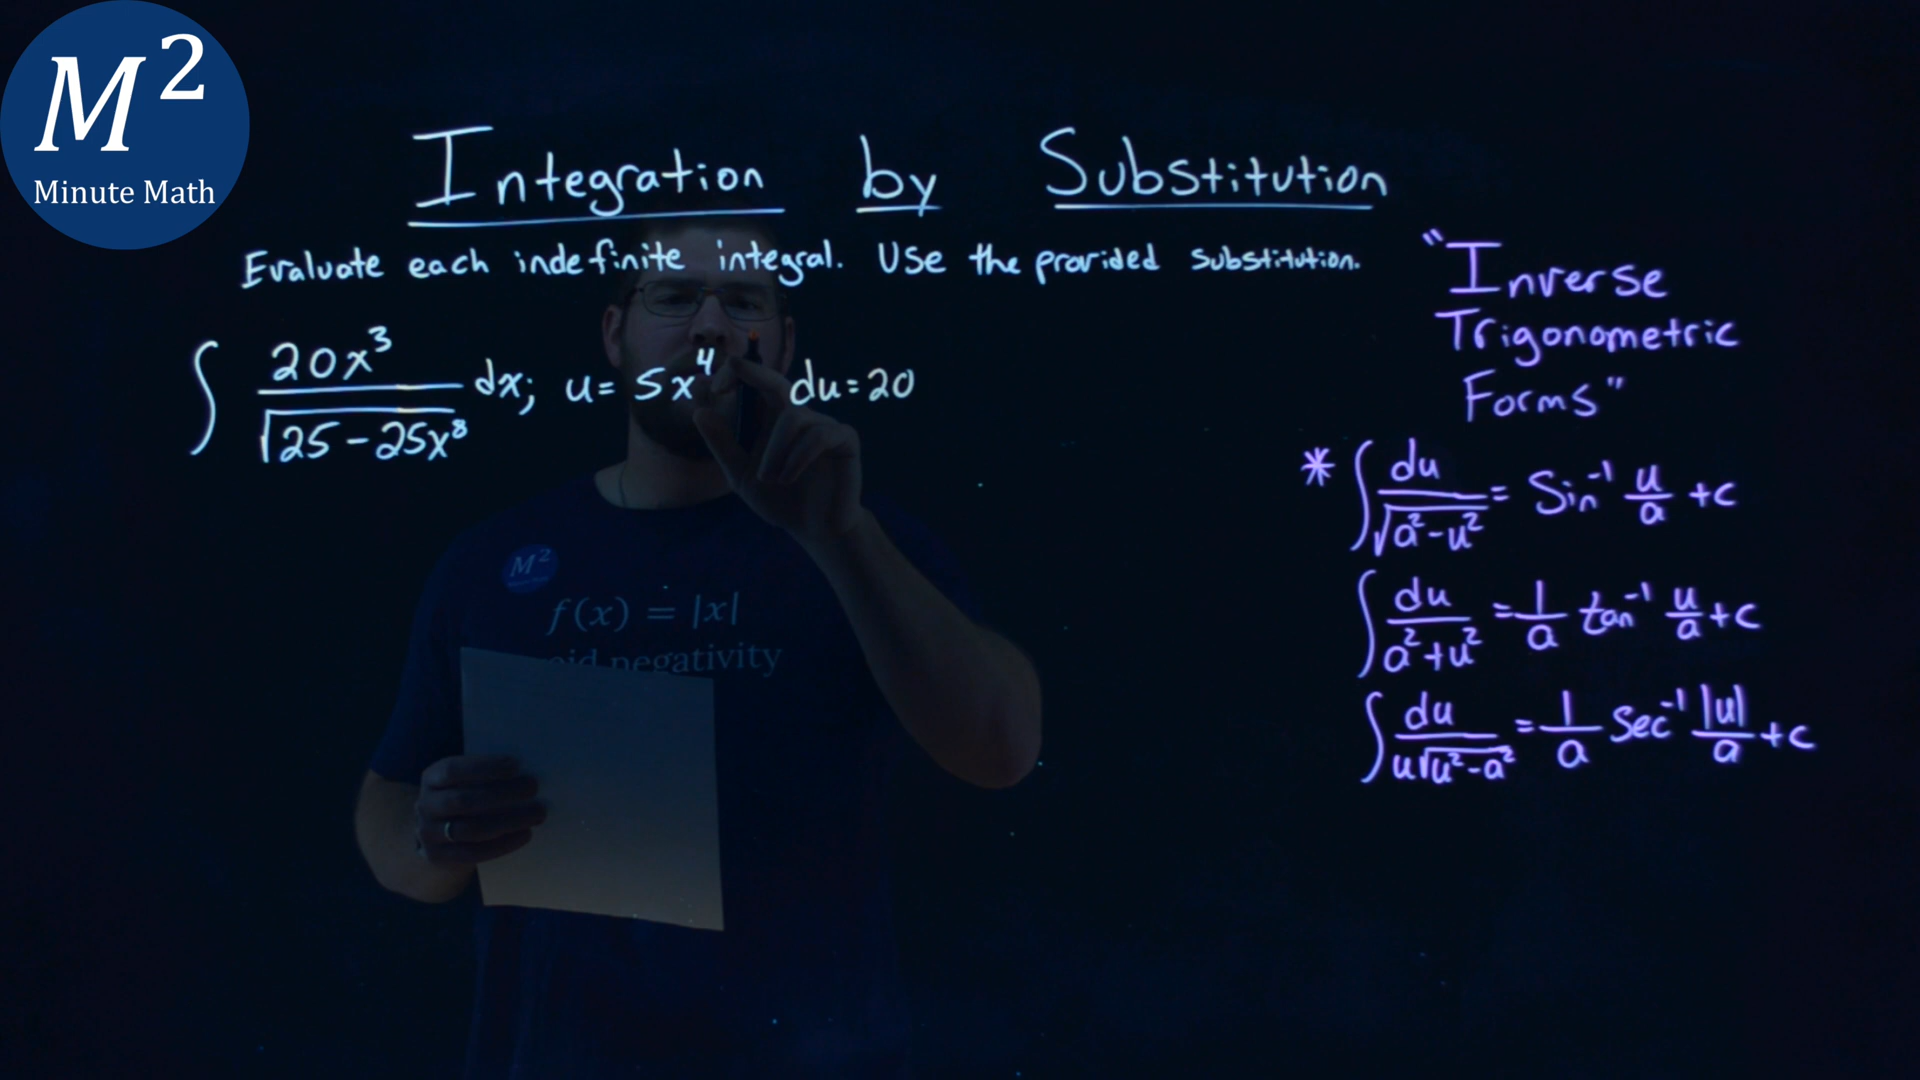 M²
Minute Math
Integration by Substitution
Evaluate each indefinite integral. Use the provided substitution.
∫ 20x³ / √(25 - 25x⁸) dx; u = 5x⁴ du = 20
"Inverse
Trigonometric
Forms"
* ∫ du / √(a² - u²) = Sin⁻¹ u/a + c
∫ du / (a² + u²) = 1/a tan⁻¹ u/a + c
∫ du / (u√(u² - a²)) = 1/a Sec⁻¹ |u|/a + c
M²
f(x) = |x|
negativity